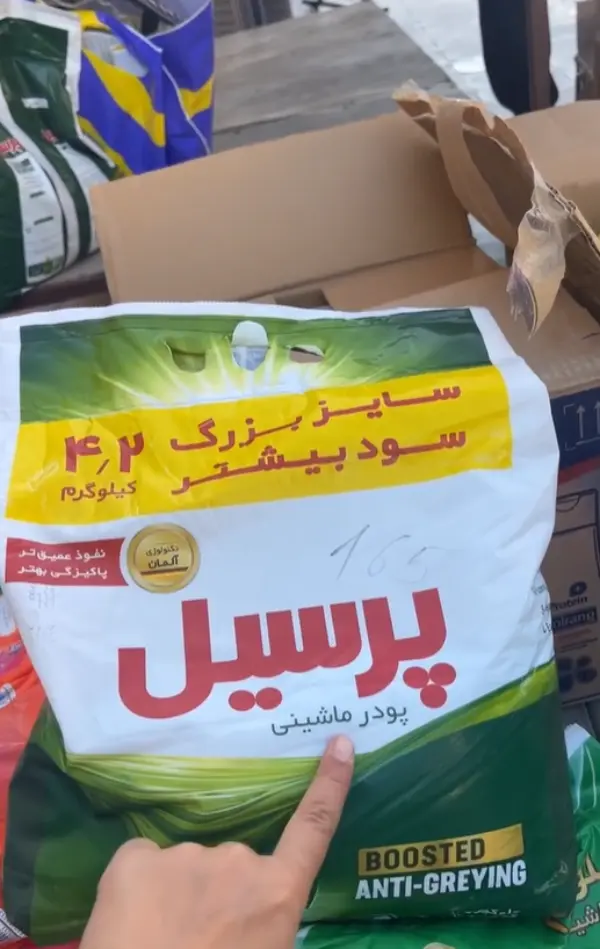 سایز بزرگ
سود بیشتر
۴٫۲
کیلوگرم
نفوذ عمیق تر
پاکیزگی بهتر
تکنولوژی
آلمان
165
پرسیل
پودر ماشینی
BOOSTED
ANTI-GREYING